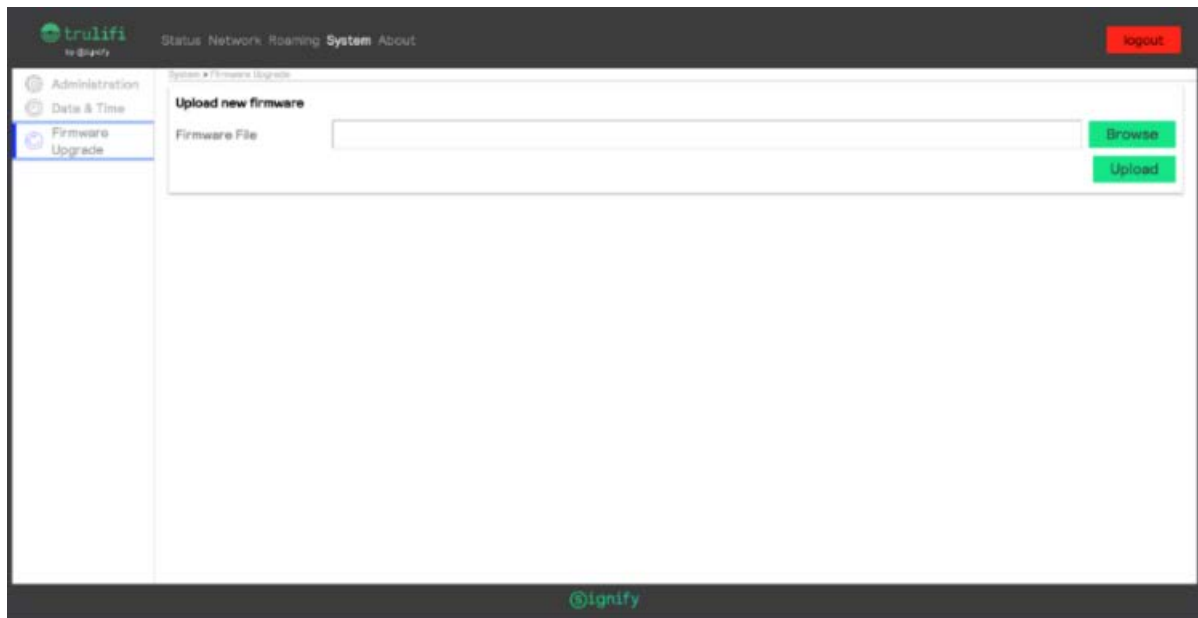 trulifi
by Signify
Status Network Roaming System About
logout
Administration
Data & Time
Firmware
Upgrade
System ▸ Firmware Upgrade
Upload new firmware
Firmware File
Browse
Upload
Signify